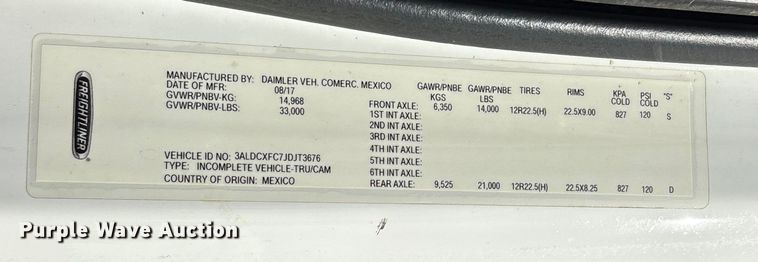 FREIGHTLINER
MANUFACTURED BY: DAIMLER VEH. COMERC. MEXICO
DATE OF MFR: 08/17
GVWR/PNBV-KG: 14,968
GVWR/PNBV-LBS: 33,000
VEHICLE ID NO: 3ALDCXFC7JDJT3676
TYPE: INCOMPLETE VEHICLE-TRU/CAM
COUNTRY OF ORIGIN: MEXICO
GAWR/PNBE KGS GAWR/PNBE LBS TIRES RIMS KPA COLD PSI COLD "S"
FRONT AXLE: 6,350 14,000 12R22.5(H) 22.5X9.00 827 120 S
1ST INT AXLE:
2ND INT AXLE:
3RD INT AXLE:
4TH INT AXLE:
5TH INT AXLE:
6TH INT AXLE:
REAR AXLE: 9,525 21,000 12R22.5(H) 22.5X8.25 827 120 D
Purple Wave Auction